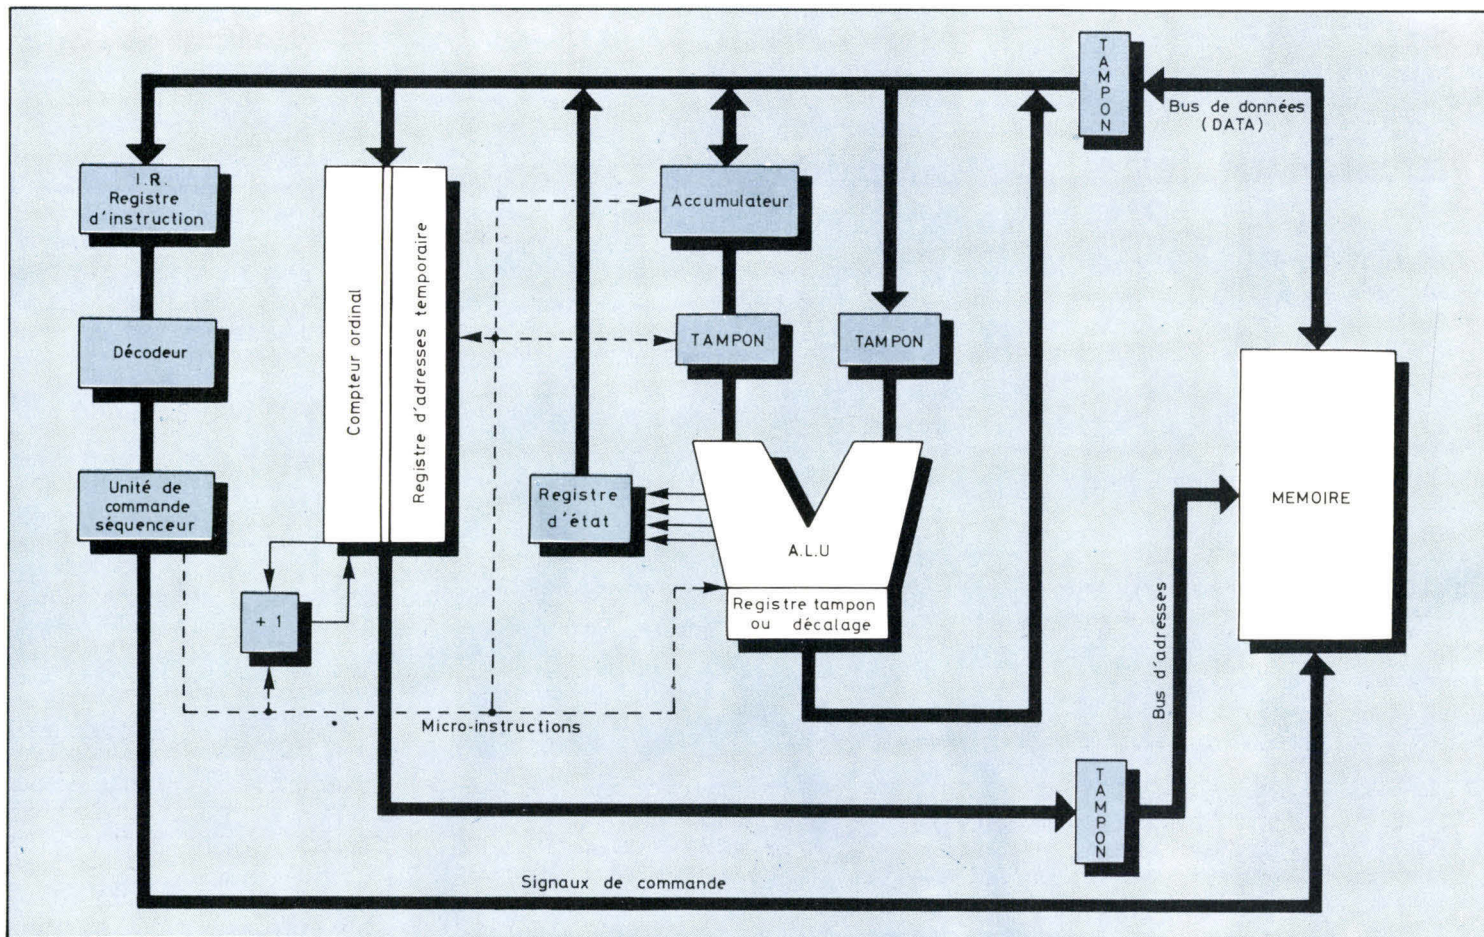 TAMPON
Bus de données
(DATA)
I.R.
Registre
d'instruction
Accumulateur
Compteur ordinal
Registre d'adresses temporaire
Décodeur
TAMPON
TAMPON
Unité de
commande
séquenceur
Registre
d'état
A.L.U
MEMOIRE
+ 1
Registre tampon
ou décalage
Bus d'adresses
Micro-instructions
TAMPON
Signaux de commande